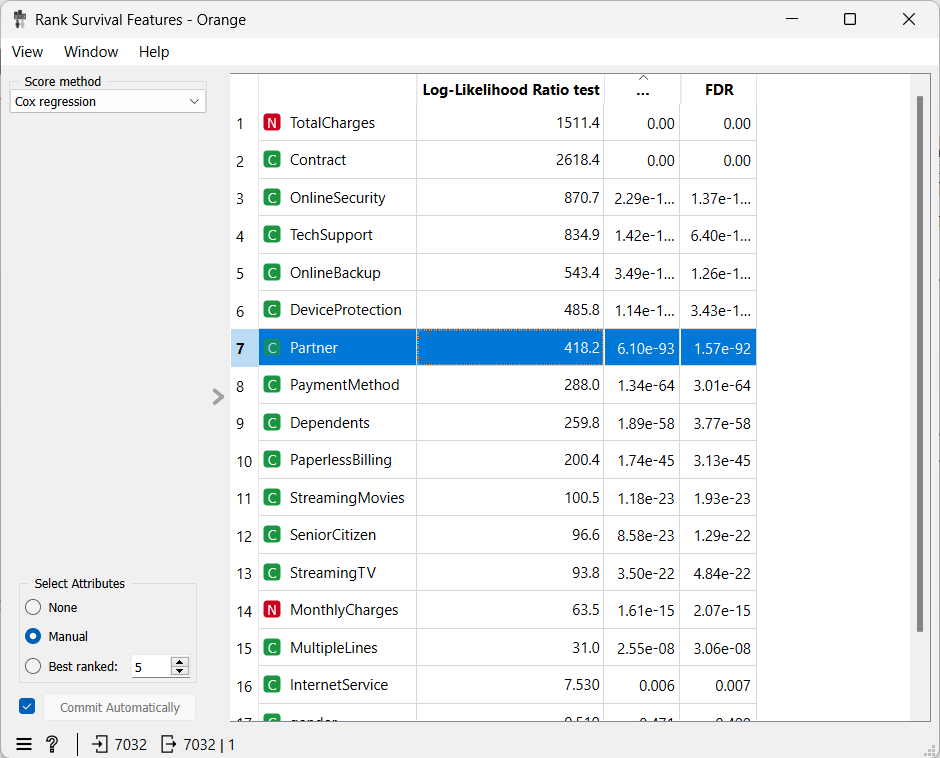 Rank Survival Features - Orange
View Window Help
Score method
Cox regression
Log-Likelihood Ratio test ... FDR
1 N TotalCharges 1511.4 0.00 0.00
2 C Contract 2618.4 0.00 0.00
3 C OnlineSecurity 870.7 2.29e-1... 1.37e-1...
4 C TechSupport 834.9 1.42e-1... 6.40e-1...
5 C OnlineBackup 543.4 3.49e-1... 1.26e-1...
6 C DeviceProtection 485.8 1.14e-1... 3.43e-1...
7 C Partner 418.2 6.10e-93 1.57e-92
8 C PaymentMethod 288.0 1.34e-64 3.01e-64
9 C Dependents 259.8 1.89e-58 3.77e-58
10 C PaperlessBilling 200.4 1.74e-45 3.13e-45
11 C StreamingMovies 100.5 1.18e-23 1.93e-23
12 C SeniorCitizen 96.6 8.58e-23 1.29e-22
13 C StreamingTV 93.8 3.50e-22 4.84e-22
14 N MonthlyCharges 63.5 1.61e-15 2.07e-15
15 C MultipleLines 31.0 2.55e-08 3.06e-08
16 C InternetService 7.530 0.006 0.007
Select Attributes
None
Manual
Best ranked: 5
Commit Automatically
? 7032 7032 | 1